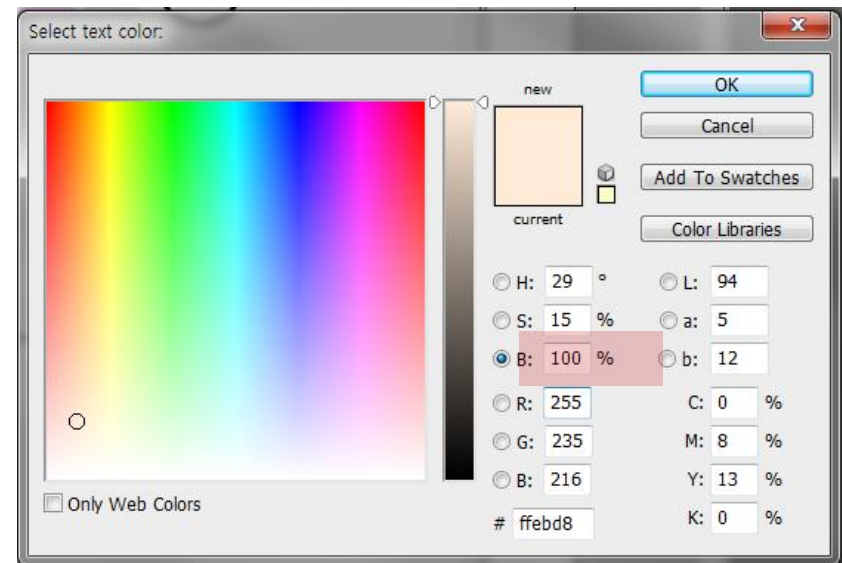 Select text color:
new
current
OK
Cancel
Add To Swatches
Color Libraries
H: 29 °
S: 15 %
B: 100 %
R: 255
G: 235
B: 216
# ffebd8
L: 94
a: 5
b: 12
C: 0 %
M: 8 %
Y: 13 %
K: 0 %
Only Web Colors